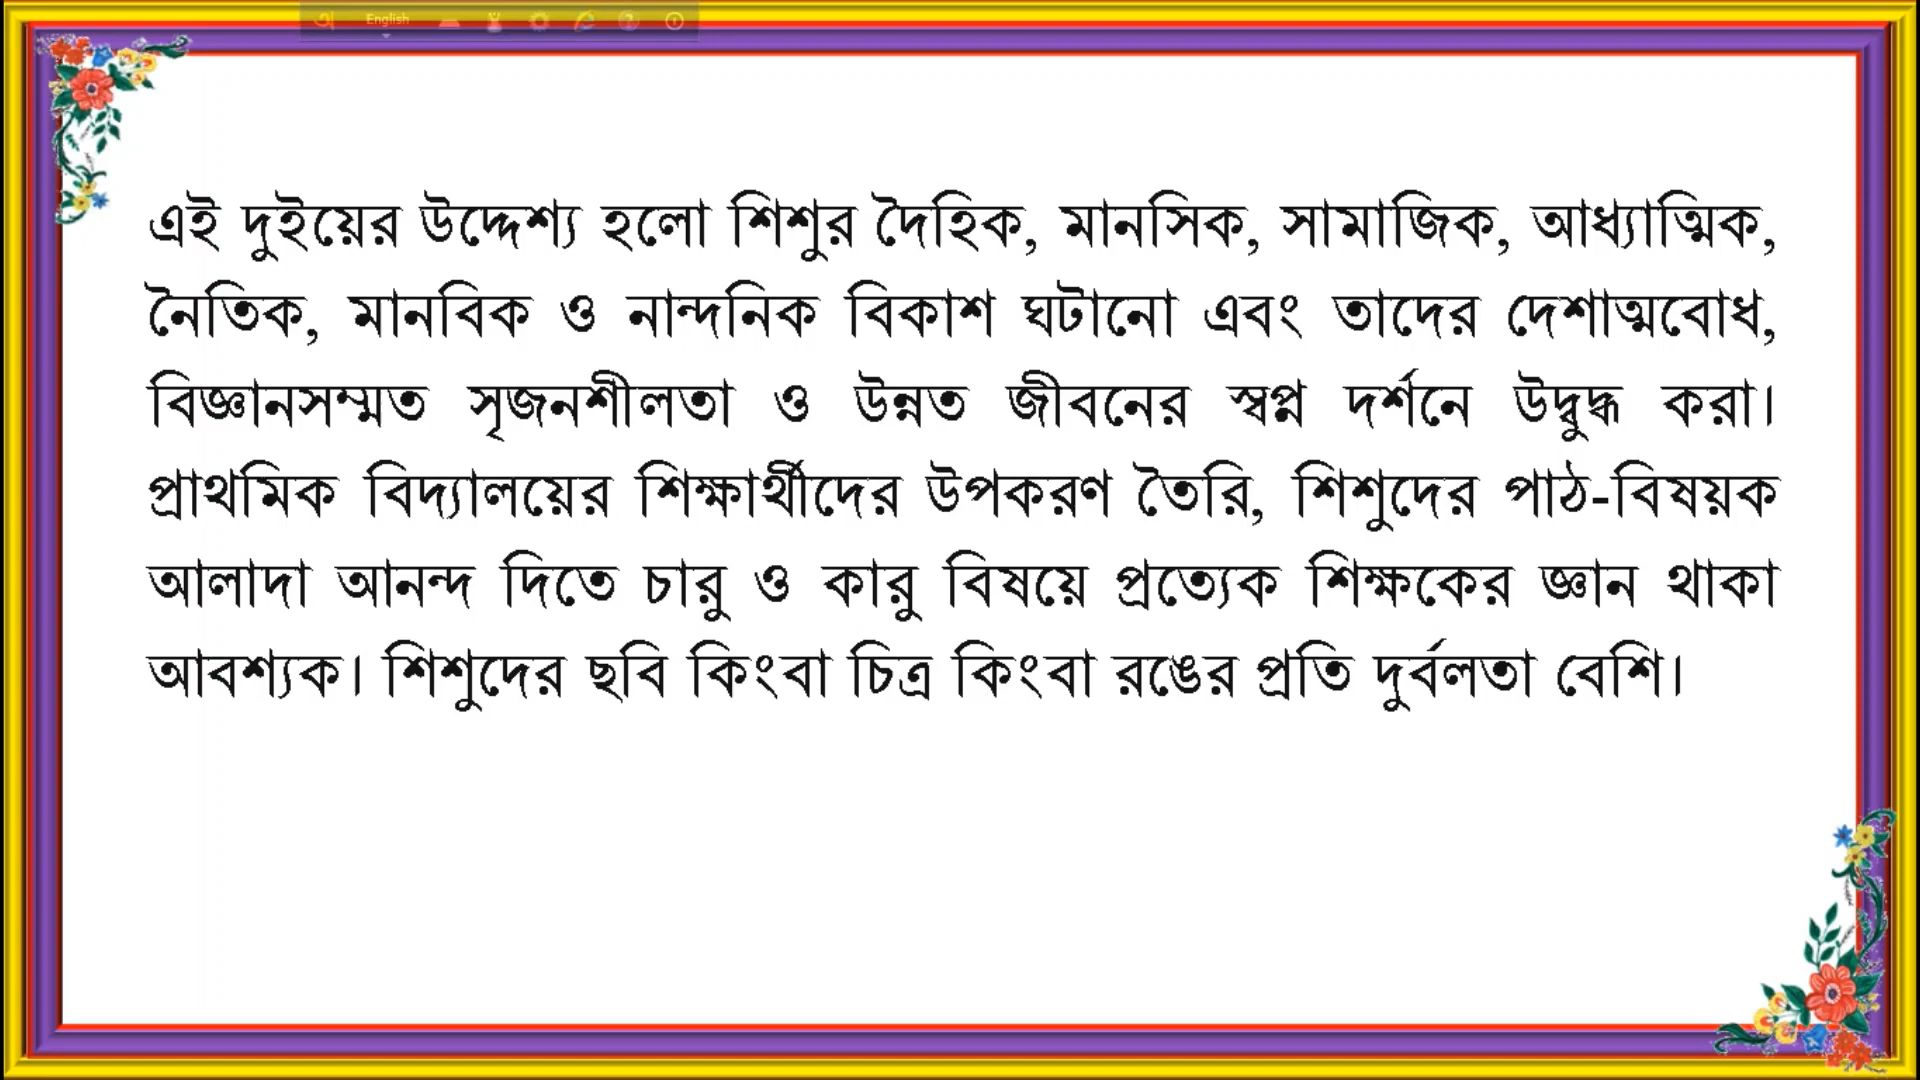 English
এই দুইয়ের উদ্দেশ্য হলো শিশুর দৈহিক, মানসিক, সামাজিক, আধ্যাত্মিক,
নৈতিক, মানবিক ও নান্দনিক বিকাশ ঘটানো এবং তাদের দেশাত্মবোধ,
বিজ্ঞানসম্মত সৃজনশীলতা ও উন্নত জীবনের স্বপ্ন দর্শনে উদ্বুদ্ধ করা।
প্রাথমিক বিদ্যালয়ের শিক্ষার্থীদের উপকরণ তৈরি, শিশুদের পাঠ-বিষয়ক
আলাদা আনন্দ দিতে চারু ও কারু বিষয়ে প্রত্যেক শিক্ষকের জ্ঞান থাকা
আবশ্যক। শিশুদের ছবি কিংবা চিত্র কিংবা রঙের প্রতি দুর্বলতা বেশি।